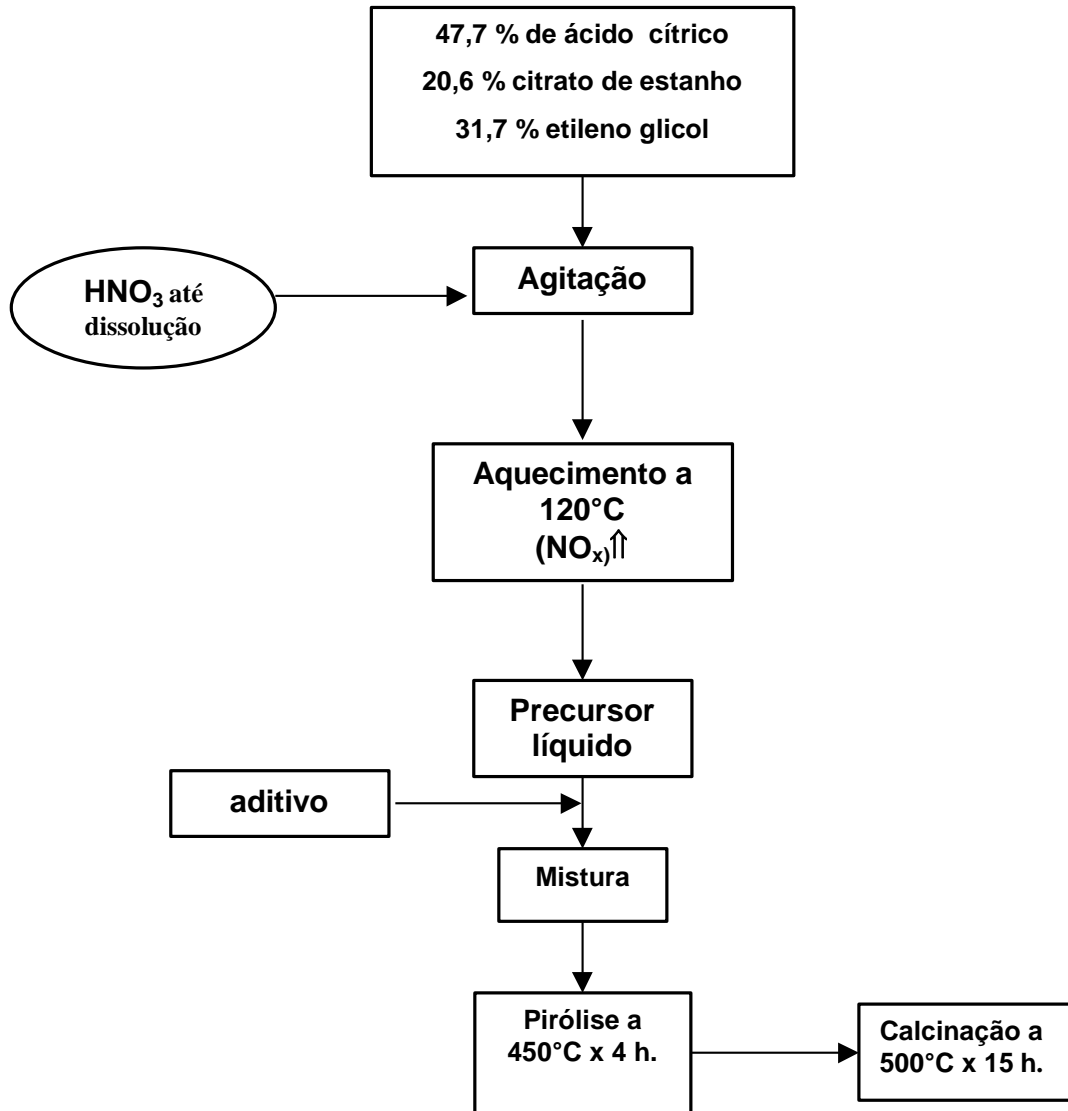 47,7 % de ácido cítrico
20,6 % citrato de estanho
31,7 % etileno glicol
Agitação
HNO₃ até
dissolução
Aquecimento a
120°C
(NOₓ)⇑
Precursor
líquido
aditivo
Mistura
Pirólise a
450°C x 4 h.
Calcinação a
500°C x 15 h.